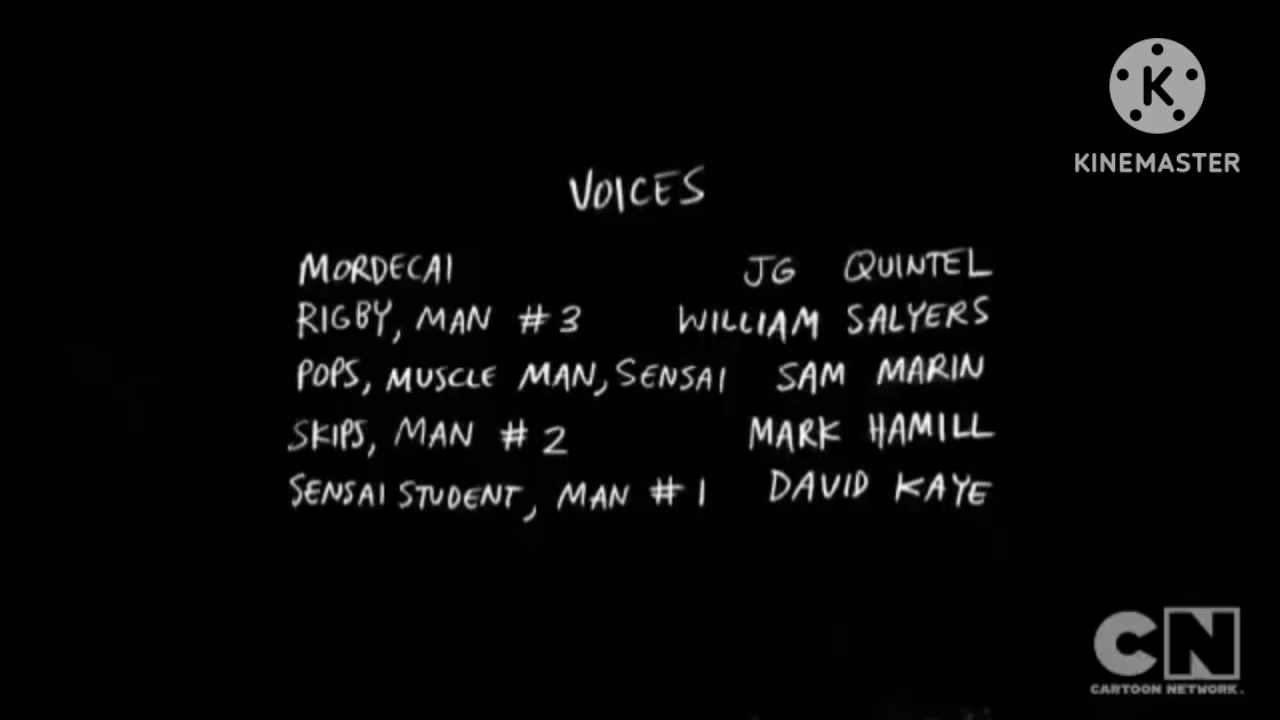 K
KINEMASTER
VOICES
MORDECAI JG QUINTEL
RIGBY, MAN #3 WILLIAM SALYERS
POPS, MUSCLE MAN, SENSAI SAM MARIN
SKIPS, MAN #2 MARK HAMILL
SENSAI STUDENT, MAN #1 DAVID KAYE
CN
CARTOON NETWORK.